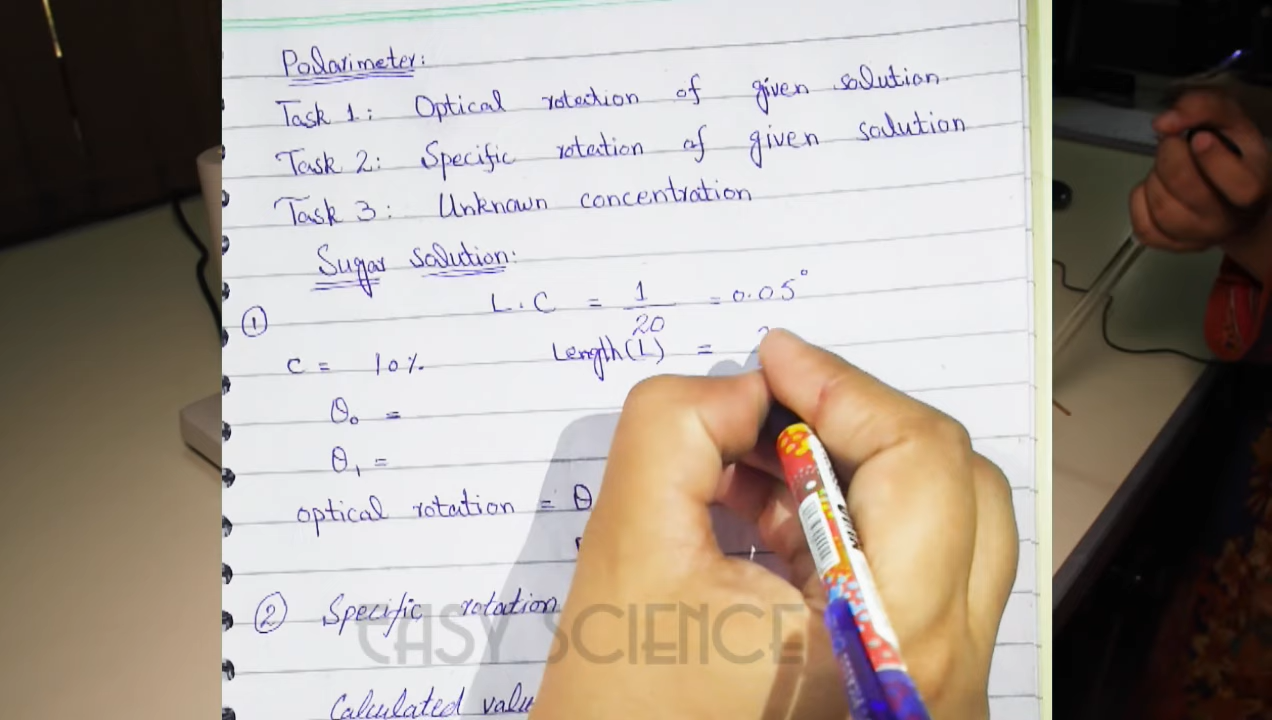 Polarimeter:
Task 1: Optical rotation of given solution.
Task 2: Specific rotation of given solution
Task 3: Unknown concentration
Sugar solution:
① L.C = 1/20 = 0.05°
C = 10% Length(L) =
θ₀ =
θ₁ =
optical rotation = θ
② Specific rotation
EASY SCIENCE
Calculated